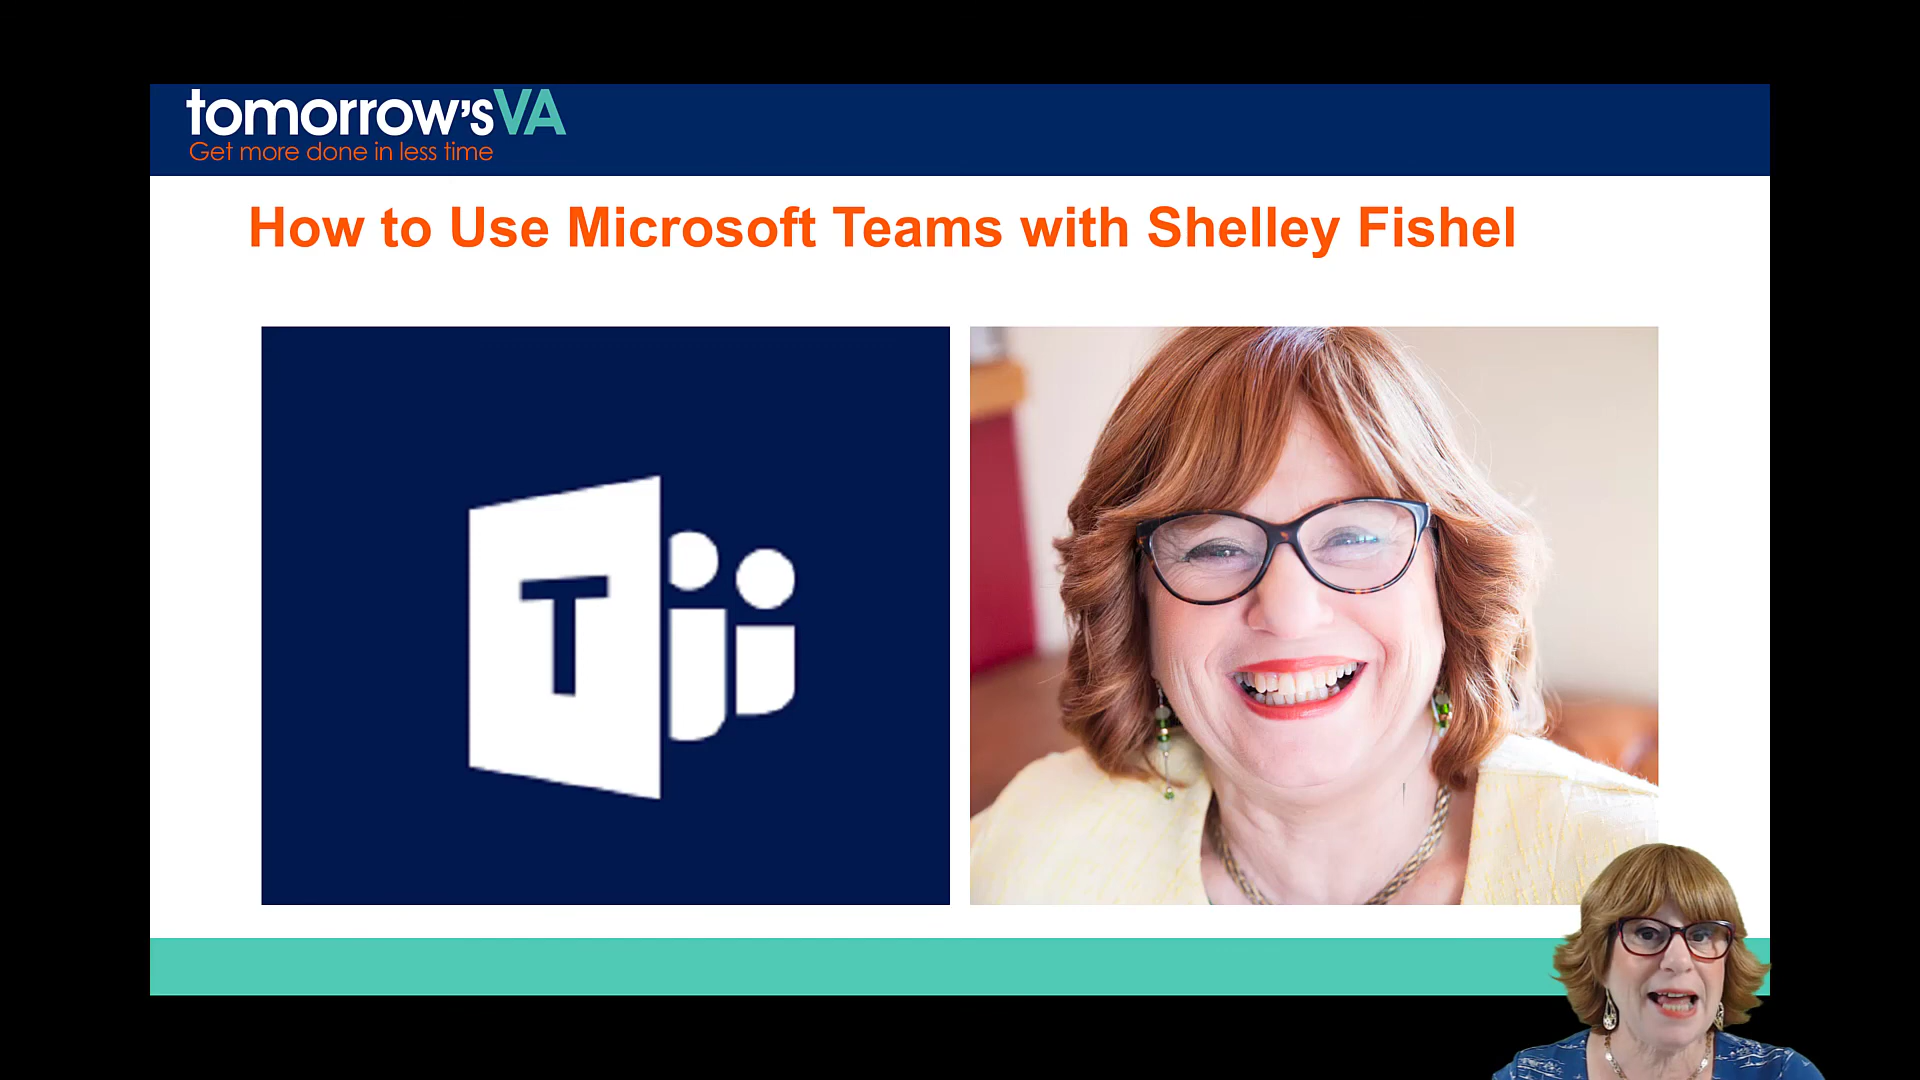 tomorrow'sVA
Get more done in less time
How to Use Microsoft Teams with Shelley Fishel
T